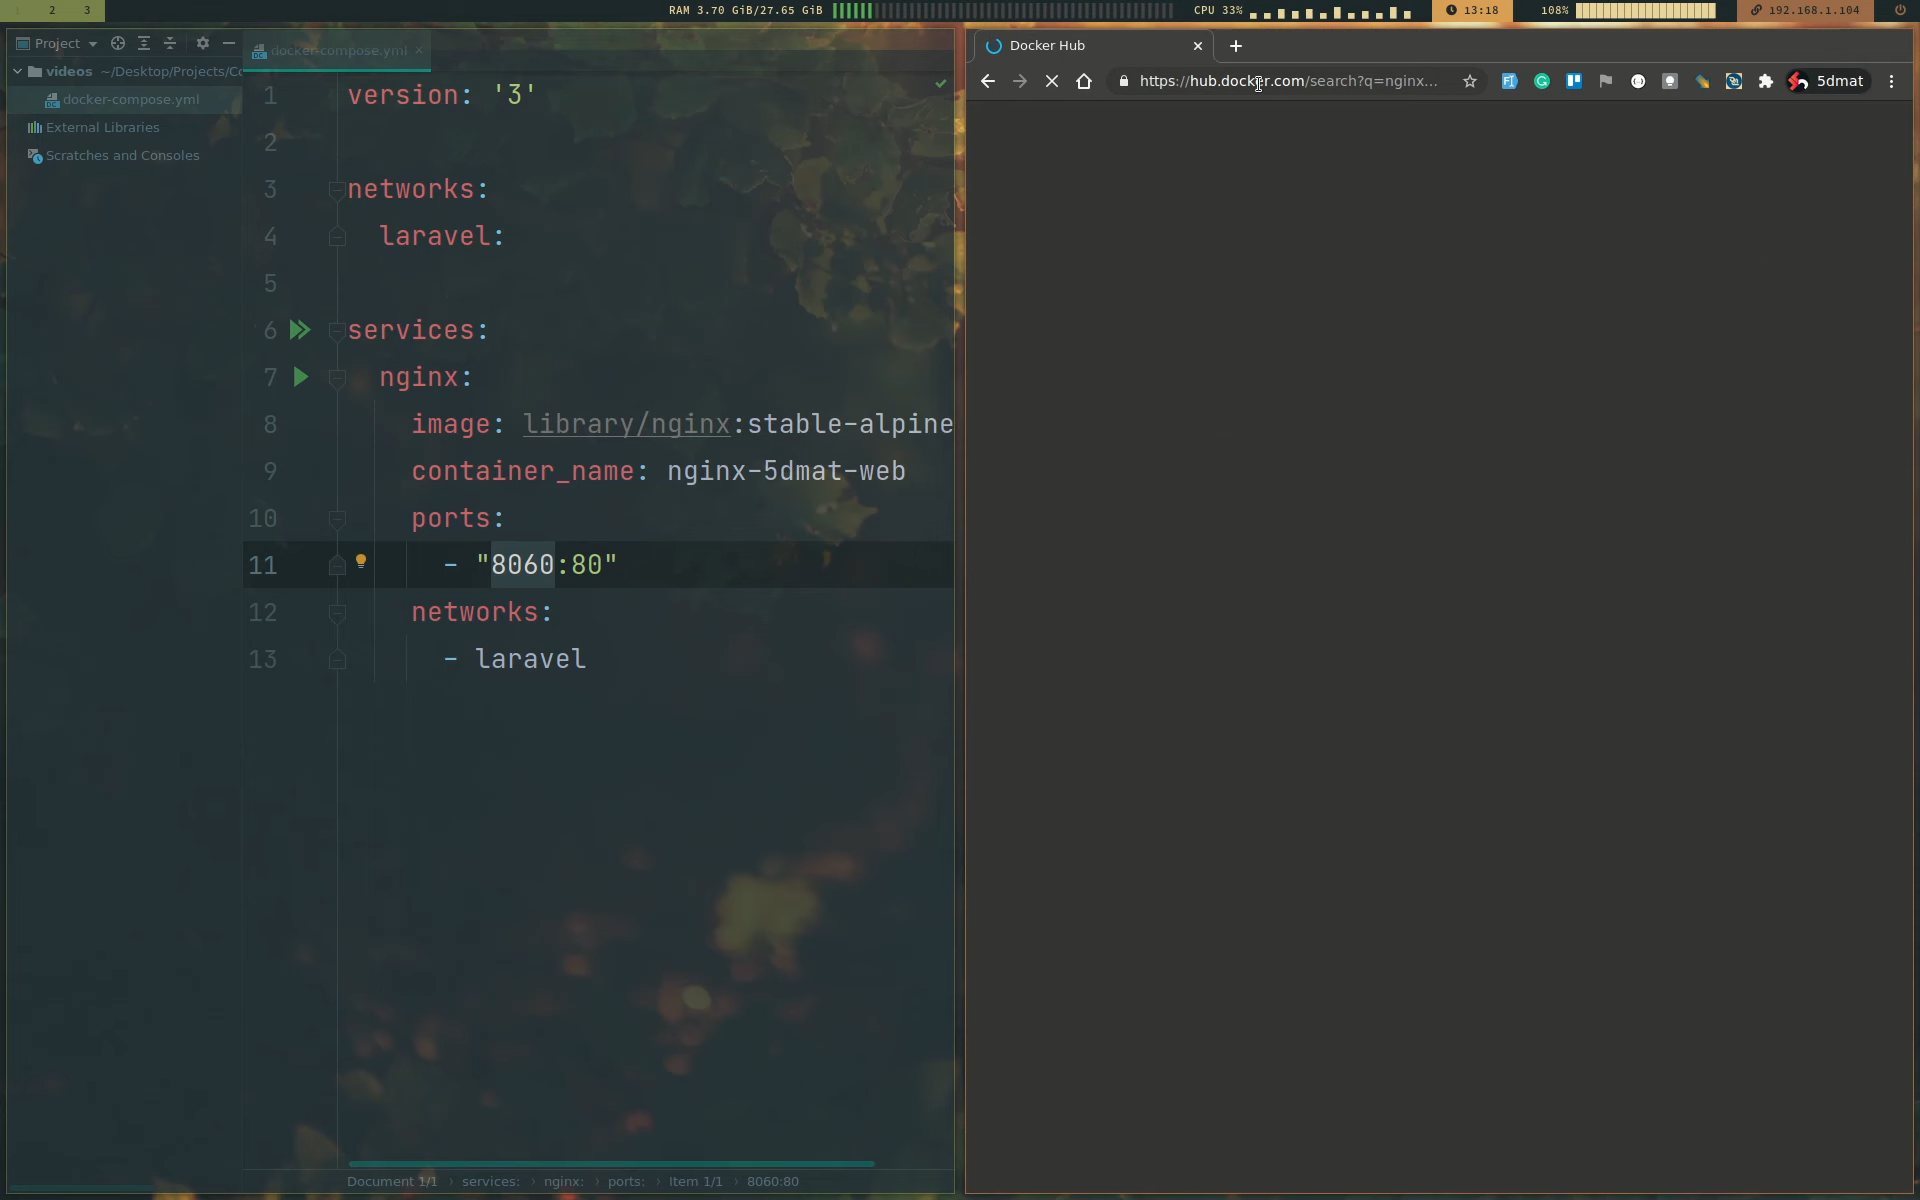 1 2 3
RAM 3.70 GiB/27.65 GiB
CPU 33%
13:18
108%
192.168.1.104
Project
docker-compose.yml
videos ~/Desktop/Projects/Co
docker-compose.yml
External Libraries
Scratches and Consoles
1 version: '3'
2
3 networks:
4 laravel:
5
6 services:
7 nginx:
8 image: library/nginx:stable-alpine
9 container_name: nginx-5dmat-web
10 ports:
11 - "8060:80"
12 networks:
13 - laravel
Document 1/1 › services: › nginx: › ports: › Item 1/1 › 8060:80
Docker Hub
https://hub.docker.com/search?q=nginx...
5dmat